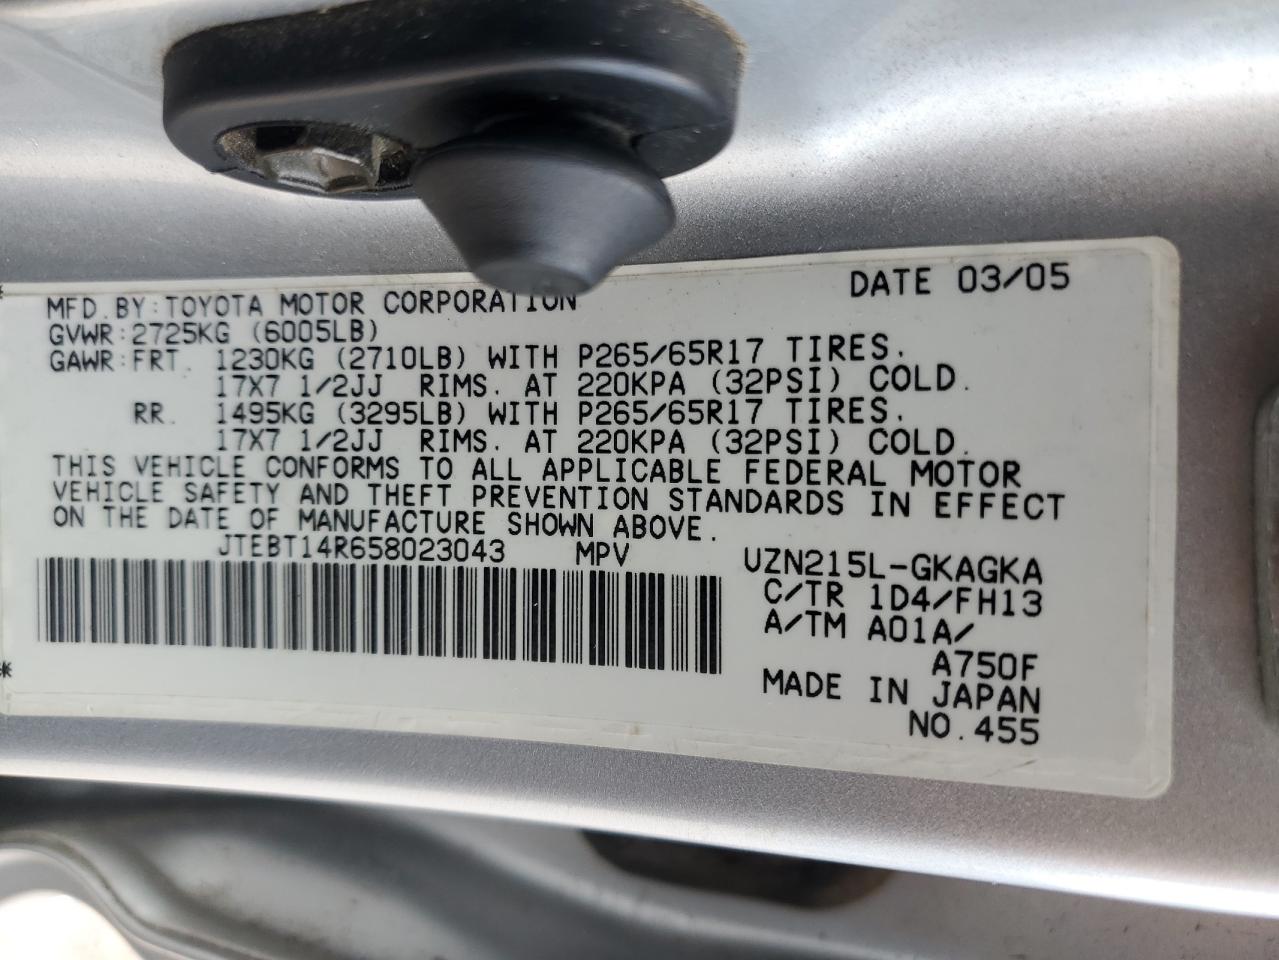 DATE 03/05
MFD. BY: TOYOTA MOTOR CORPORATION
GVWR: 2725KG (6005LB)
GAWR: FRT. 1230KG (2710LB) WITH P265/65R17 TIRES.
17X7 1/2JJ RIMS. AT 220KPA (32PSI) COLD.
RR. 1495KG (3295LB) WITH P265/65R17 TIRES.
17X7 1/2JJ RIMS. AT 220KPA (32PSI) COLD.
THIS VEHICLE CONFORMS TO ALL APPLICABLE FEDERAL MOTOR
VEHICLE SAFETY AND THEFT PREVENTION STANDARDS IN EFFECT
ON THE DATE OF MANUFACTURE SHOWN ABOVE.
JTEBT14R658023043 MPV
UZN215L-GKAGKA
C/TR 1D4/FH13
A/TM A01A/
A750F
MADE IN JAPAN
NO.455